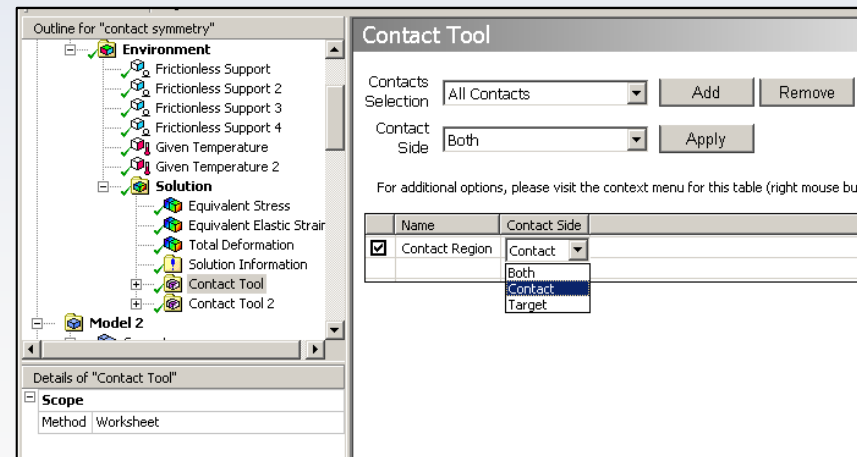 Outline for "contact symmetry"
Environment
Frictionless Support
Frictionless Support 2
Frictionless Support 3
Frictionless Support 4
Given Temperature
Given Temperature 2
Solution
Equivalent Stress
Equivalent Elastic Strair
Total Deformation
Solution Information
Contact Tool
Contact Tool 2
Model 2
Details of "Contact Tool"
Scope
Method Worksheet
Contact Tool
Contacts Selection All Contacts Add Remove
Contact Side Both Apply
For additional options, please visit the context menu for this table (right mouse bu
Name Contact Side
Contact Region Contact
Both
Contact
Target